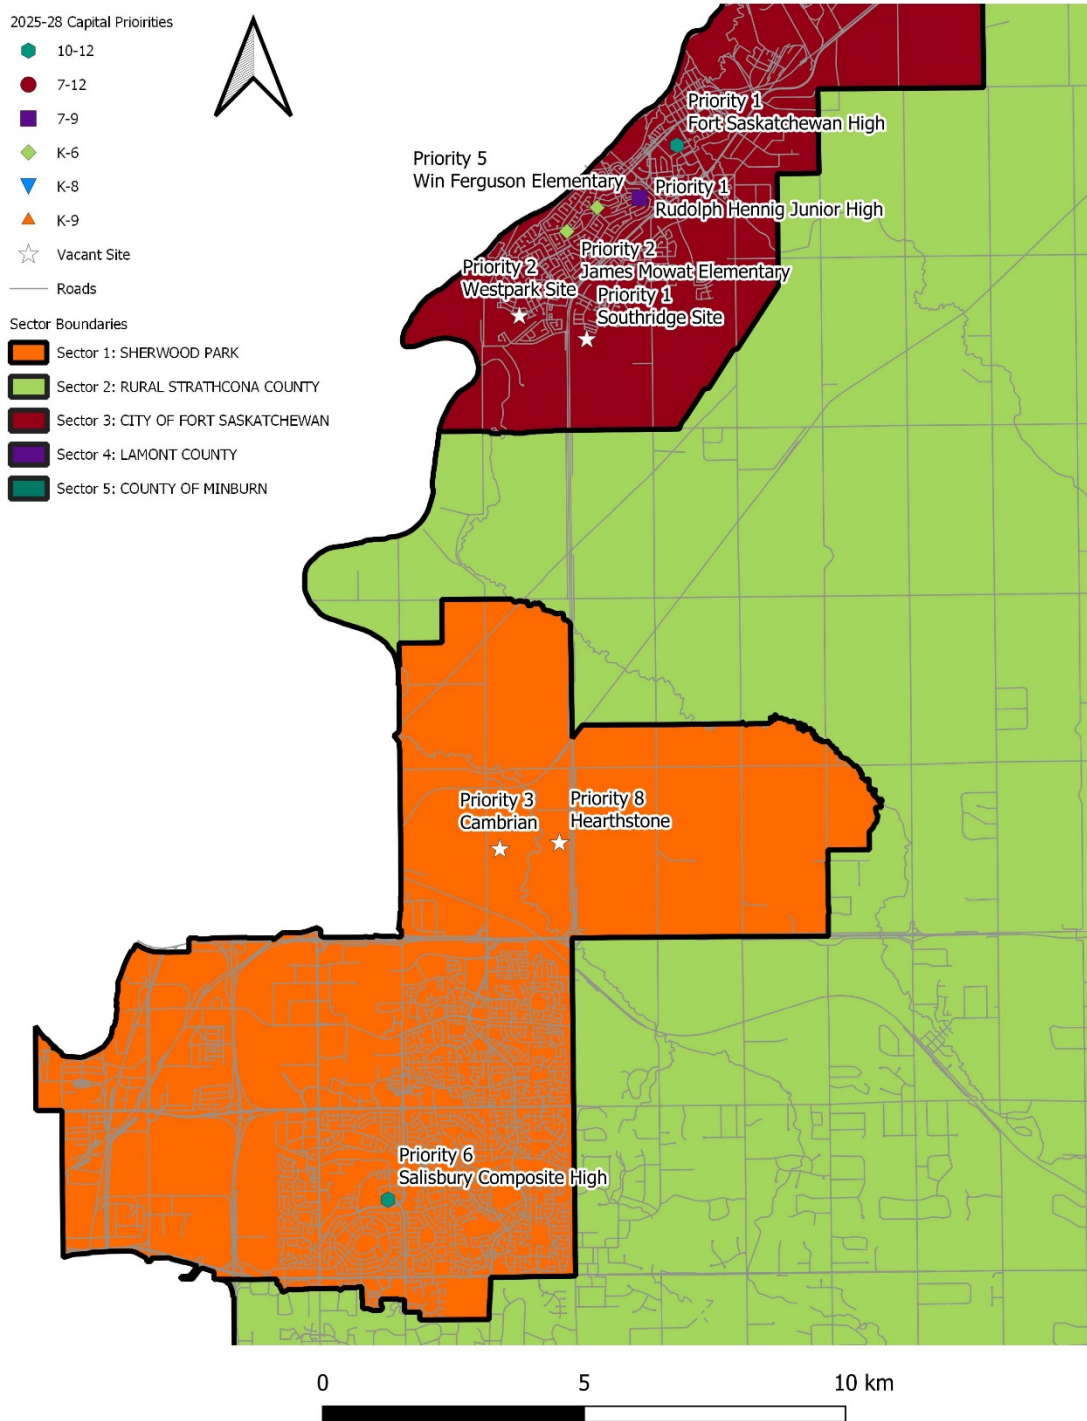 2025-28 Capital Prioirities
10-12
7-12
7-9
K-6
K-8
K-9
Vacant Site
Roads
Sector Boundaries
Sector 1: SHERWOOD PARK
Sector 2: RURAL STRATHCONA COUNTY
Sector 3: CITY OF FORT SASKATCHEWAN
Sector 4: LAMONT COUNTY
Sector 5: COUNTY OF MINBURN
Priority 1
Fort Saskatchewan High
Priority 5
Win Ferguson Elementary
Priority 1
Rudolph Hennig Junior High
Priority 2
James Mowat Elementary
Priority 2
Westpark Site
Priority 1
Southridge Site
Priority 3
Cambrian
Priority 8
Hearthstone
Priority 6
Salisbury Composite High
0 5 10 km